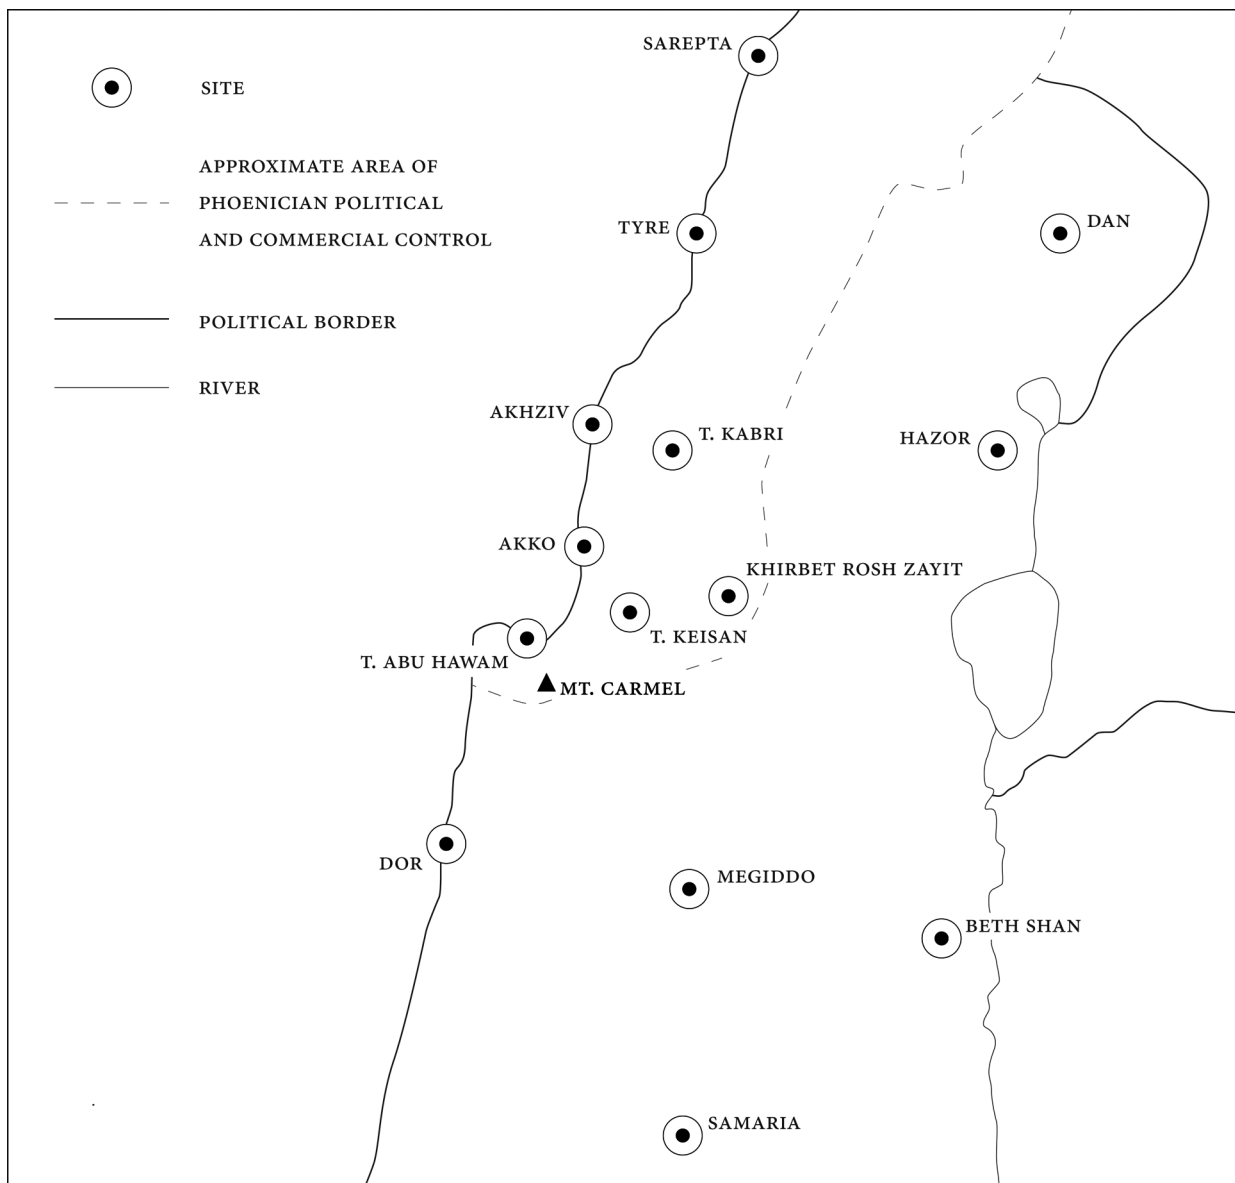 SITE
APPROXIMATE AREA OF
PHOENICIAN POLITICAL
AND COMMERCIAL CONTROL
POLITICAL BORDER
RIVER
SAREPTA
TYRE
DAN
AKHZIV
T. KABRI
HAZOR
AKKO
KHIRBET ROSH ZAYIT
T. KEISAN
T. ABU HAWAM
MT. CARMEL
DOR
MEGIDDO
BETH SHAN
SAMARIA